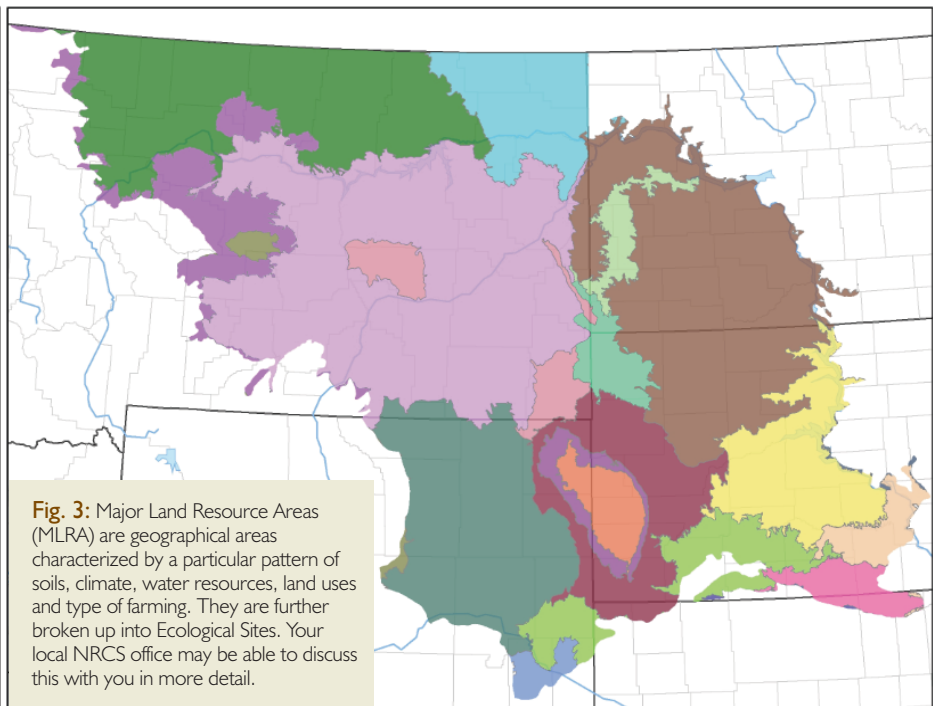 Fig. 3: Major Land Resource Areas
(MLRA) are geographical areas
characterized by a particular pattern of
soils, climate, water resources, land uses
and type of farming. They are further
broken up into Ecological Sites. Your
local NRCS office may be able to discuss
this with you in more detail.